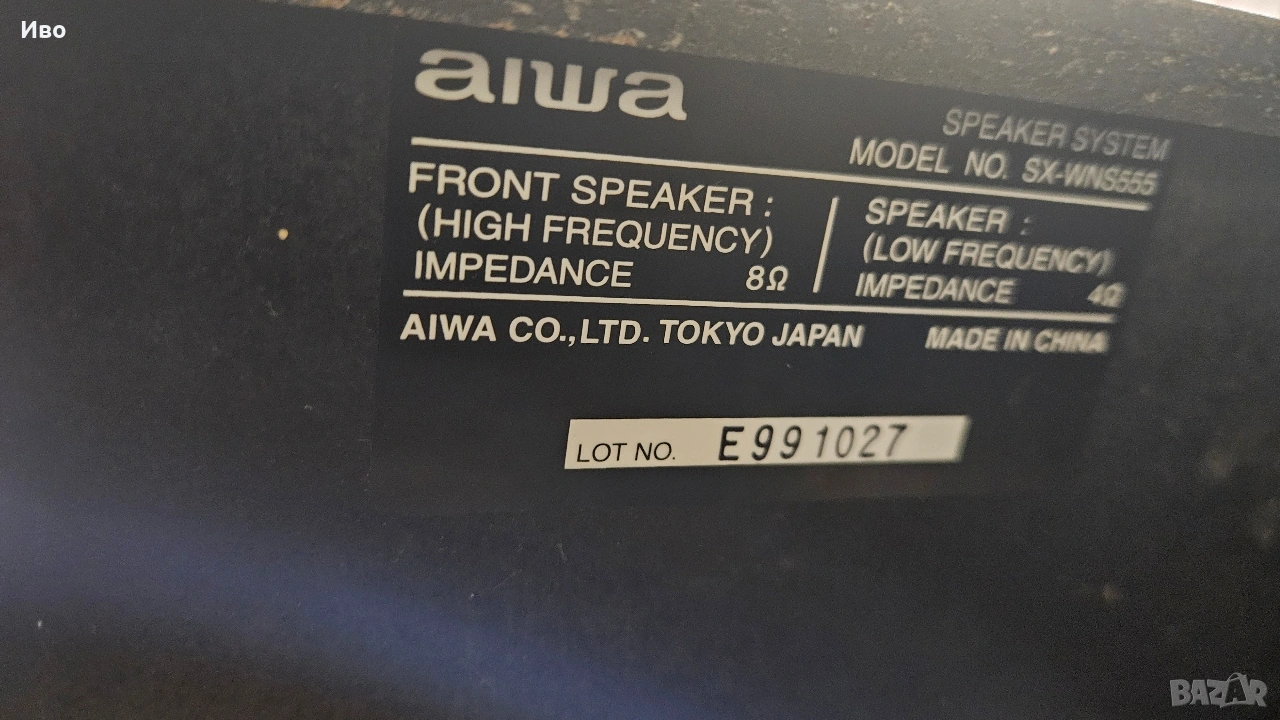 Иво
aiwa
SPEAKER SYSTEM
MODEL NO. SX-WNS555
FRONT SPEAKER :
(HIGH FREQUENCY)
IMPEDANCE 8Ω
SPEAKER :
(LOW FREQUENCY)
IMPEDANCE 4Ω
AIWA CO.,LTD. TOKYO JAPAN MADE IN CHINA
LOT NO. E991027
BAZAR